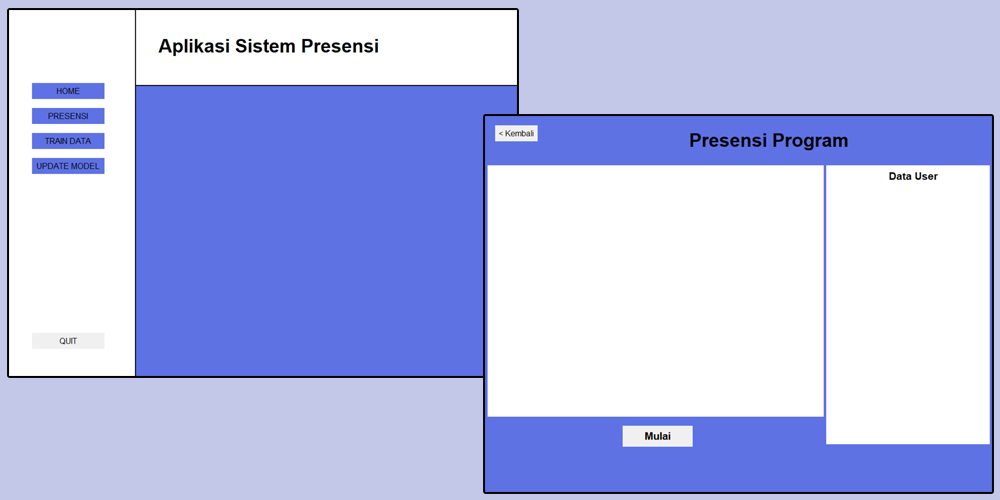 Aplikasi Sistem Presensi
HOME
PRESENSI
TRAIN DATA
UPDATE MODEL
QUIT
< Kembali
Presensi Program
Data User
Mulai